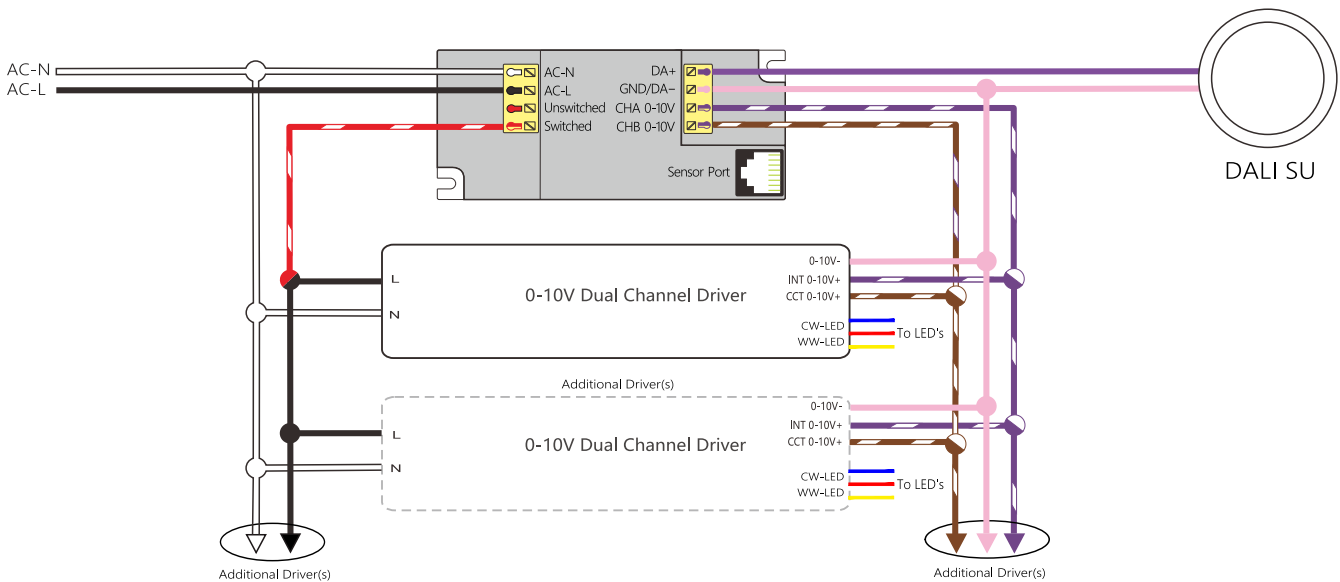 AC-N
AC-L
AC-N
AC-L
Unswitched
Switched
DA+
GND/DA−
CHA 0-10V
CHB 0-10V
Sensor Port
DALI SU
L
N
0-10V Dual Channel Driver
0-10V-
INT 0-10V+
CCT 0-10V+
CW-LED
WW-LED
To LED's
Additional Driver(s)
L
N
0-10V Dual Channel Driver
0-10V-
INT 0-10V+
CCT 0-10V+
CW-LED
WW-LED
To LED's
Additional Driver(s)
Additional Driver(s)